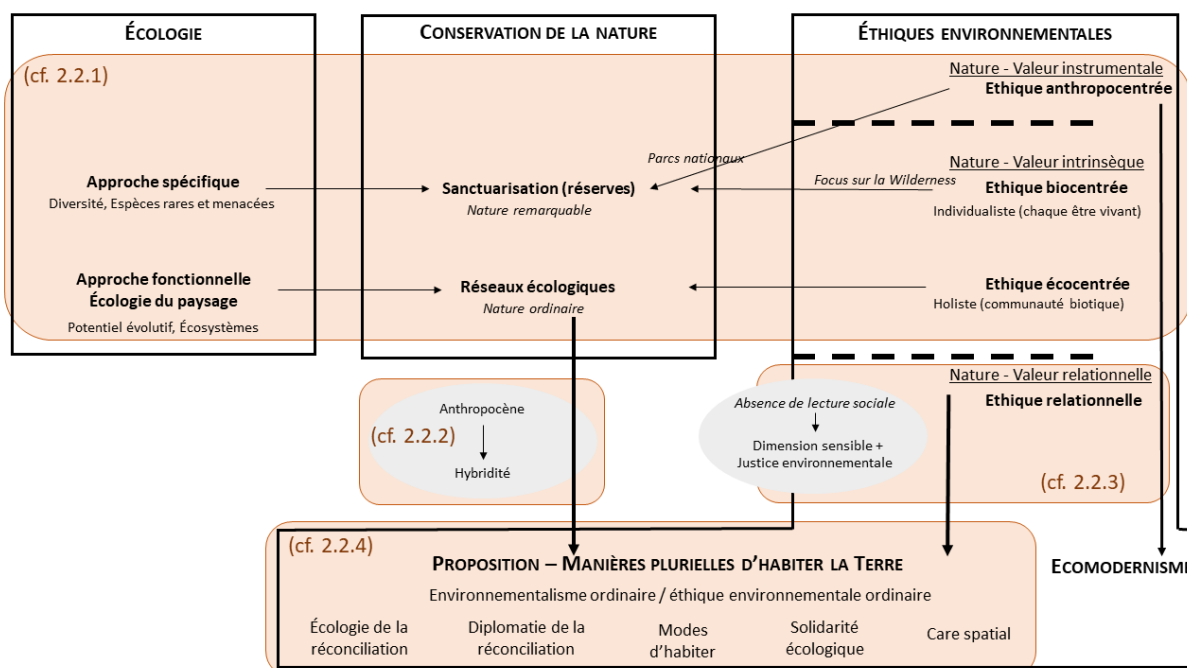 ÉCOLOGIE
CONSERVATION DE LA NATURE
ÉTHIQUES ENVIRONNEMENTALES
(cf. 2.2.1)
Nature - Valeur instrumentale
Ethique anthropocentrée
Parcs nationaux
Approche spécifique
Diversité, Espèces rares et menacées
Sanctuarisation (réserves)
Nature remarquable
Focus sur la Wilderness
Nature - Valeur intrinsèque
Ethique biocentrée
Individualiste (chaque être vivant)
Approche fonctionnelle
Écologie du paysage
Potentiel évolutif, Écosystèmes
Réseaux écologiques
Nature ordinaire
Ethique écocentrée
Holiste (communauté biotique)
Nature - Valeur relationnelle
Ethique relationnelle
Anthropocène
(cf. 2.2.2)
Hybridité
Absence de lecture sociale
Dimension sensible +
Justice environnementale
(cf. 2.2.3)
(cf. 2.2.4)
PROPOSITION – MANIÈRES PLURIELLES D'HABITER LA TERRE
ECOMODERNISME
Environnementalisme ordinaire / éthique environnementale ordinaire
Écologie de la
réconciliation
Diplomatie de la
réconciliation
Modes
d'habiter
Solidarité
écologique
Care spatial